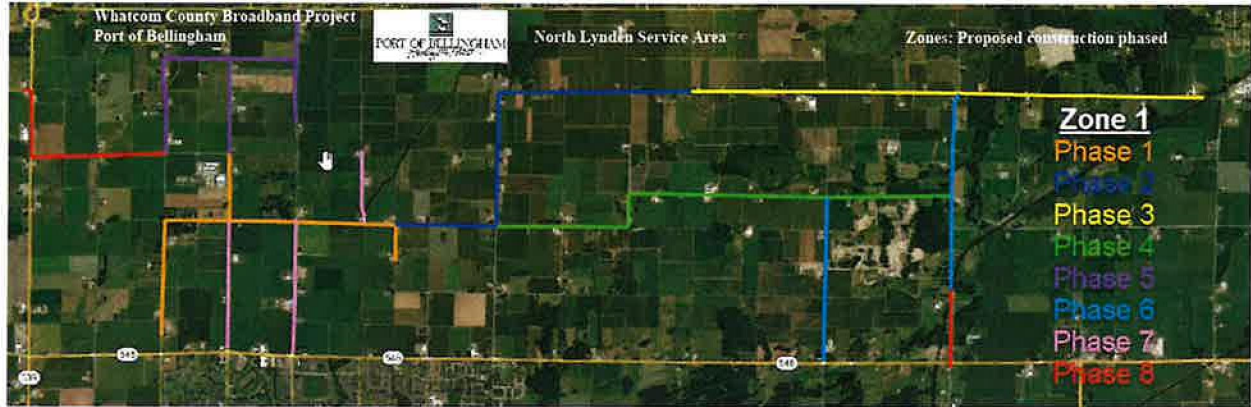 Whatcom County Broadband Project
Port of Bellingham
PORT OF BELLINGHAM
North Lynden Service Area
Zones: Proposed construction phased
Zone 1
Phase 1
Phase 2
Phase 3
Phase 4
Phase 5
Phase 6
Phase 7
Phase 8
546
546
546
539